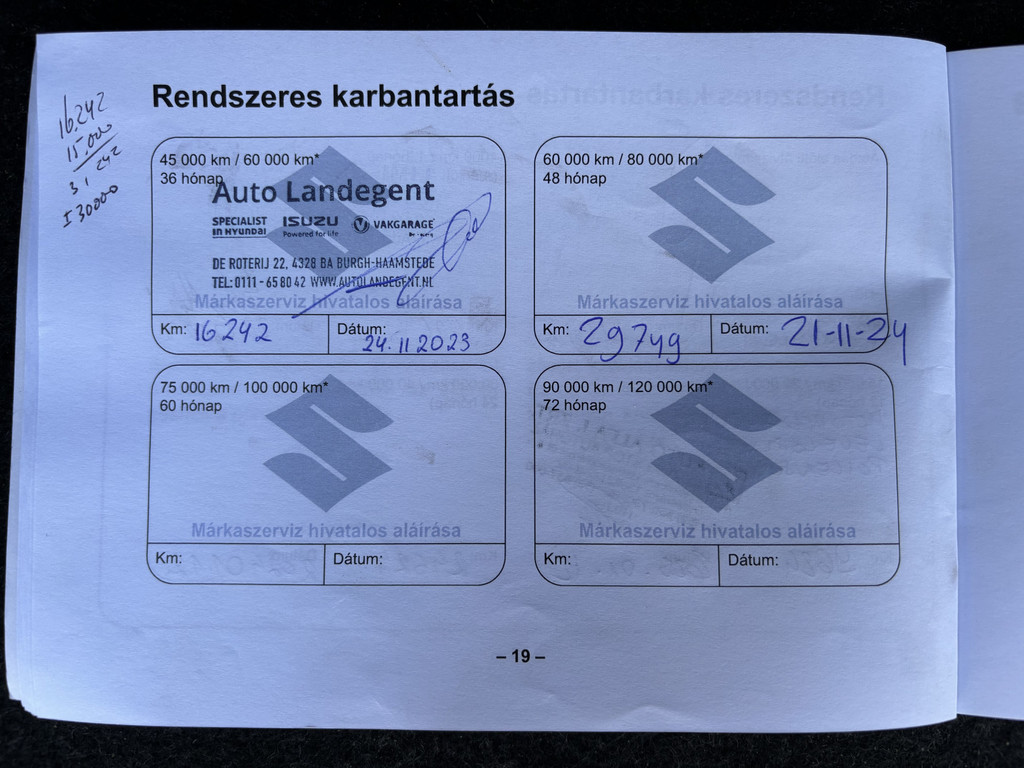 Rendszeres karbantartás
16.242
15.000
31 242
I 30000
45 000 km / 60 000 km*
36 hónap
Auto Landegent
SPECIALIST IN HYUNDAI
ISUZU
Powered for life
VAKGARAGE
DE ROTERIJ 22, 4328 BA BURGH-HAAMSTEDE
TEL: 0111 - 65 80 42 WWW.AUTOLANDEGENT.NL
Márkaszerviz hivatalos aláírása
Km: 16242
Dátum: 24.11 2023
60 000 km / 80 000 km*
48 hónap
Márkaszerviz hivatalos aláírása
Km: 29749
Dátum: 21-11-24
75 000 km / 100 000 km*
60 hónap
Márkaszerviz hivatalos aláírása
Km:
Dátum:
90 000 km / 120 000 km*
72 hónap
Márkaszerviz hivatalos aláírása
Km:
Dátum:
– 19 –